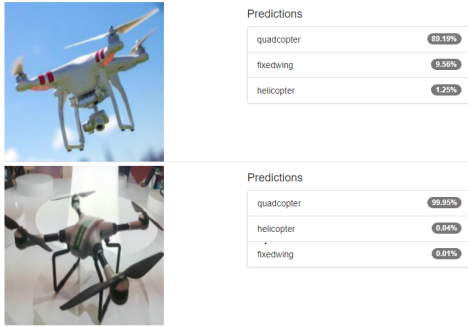 Predictions
quadcopter 89.19%
fixedwing 9.56%
helicopter 1.25%
Predictions
quadcopter 99.95%
helicopter 0.04%
fixedwing 0.01%